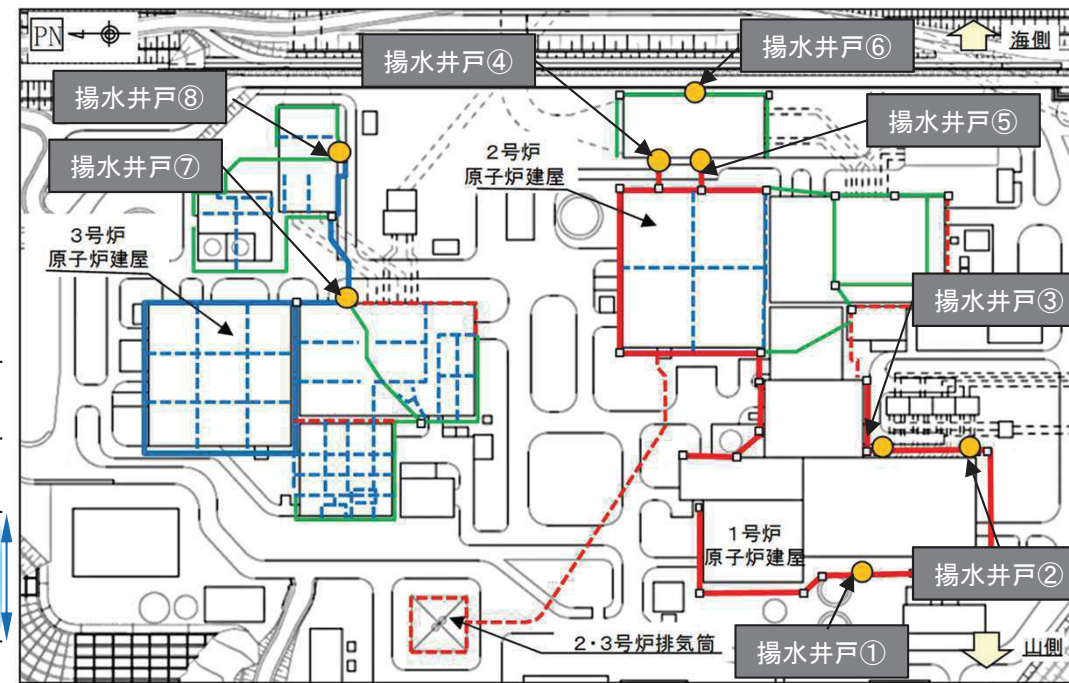 PN
海側
揚水井戸⑥
揚水井戸④
揚水井戸⑧
揚水井戸⑤
揚水井戸⑦
2号炉
原子炉建屋
3号炉
原子炉建屋
揚水井戸③
1号炉
原子炉建屋
揚水井戸②
2・3号炉排気筒
揚水井戸①
山側